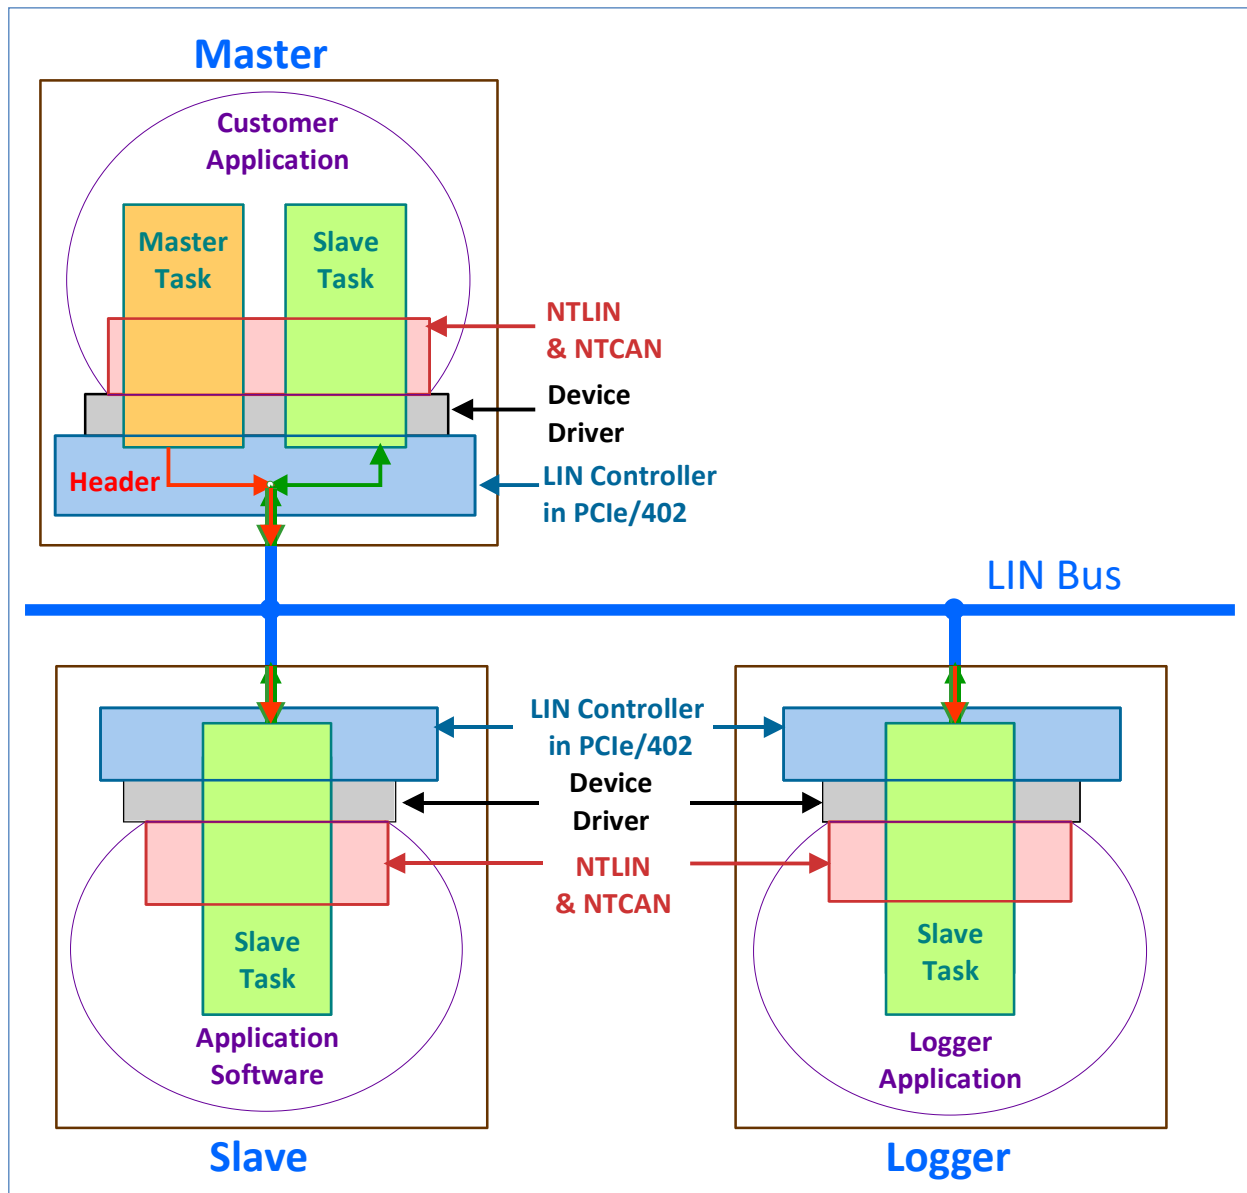 Master
Customer
Application
Master
Task
Slave
Task
NTLIN
& NTCAN
Device
Driver
Header
LIN Controller
in PCIe/402
LIN Bus
LIN Controller
in PCIe/402
Device
Driver
NTLIN
& NTCAN
Slave
Task
Application
Software
Slave
Slave
Task
Logger
Application
Logger